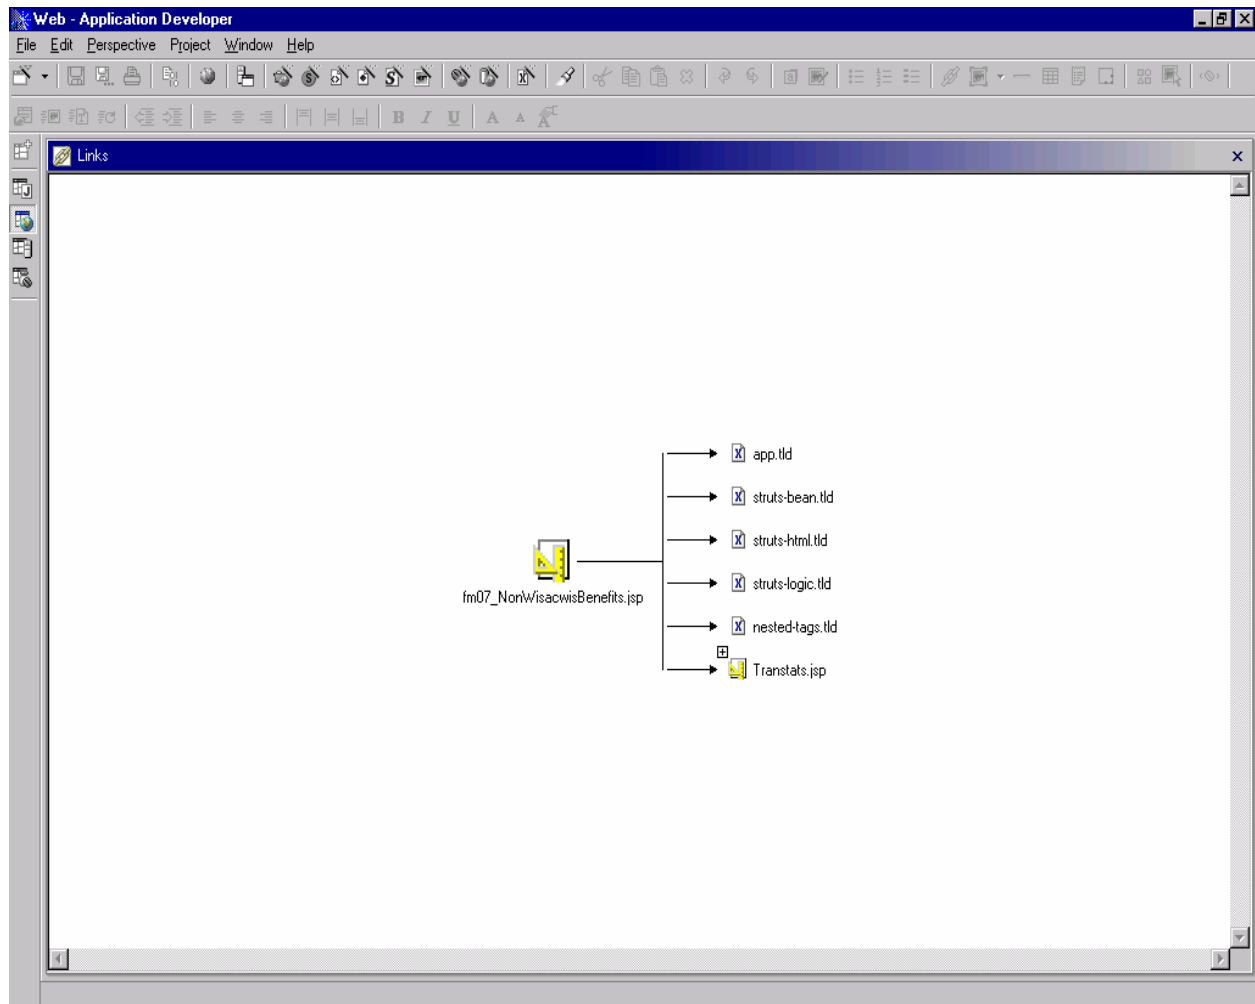 Web - Application Developer
File Edit Perspective Project Window Help
B I U A A A
Links
app.tld
struts-bean.tld
struts-html.tld
fm07_NonWisacwisBenefits.jsp
struts-logic.tld
nested-tags.tld
Transtats.jsp